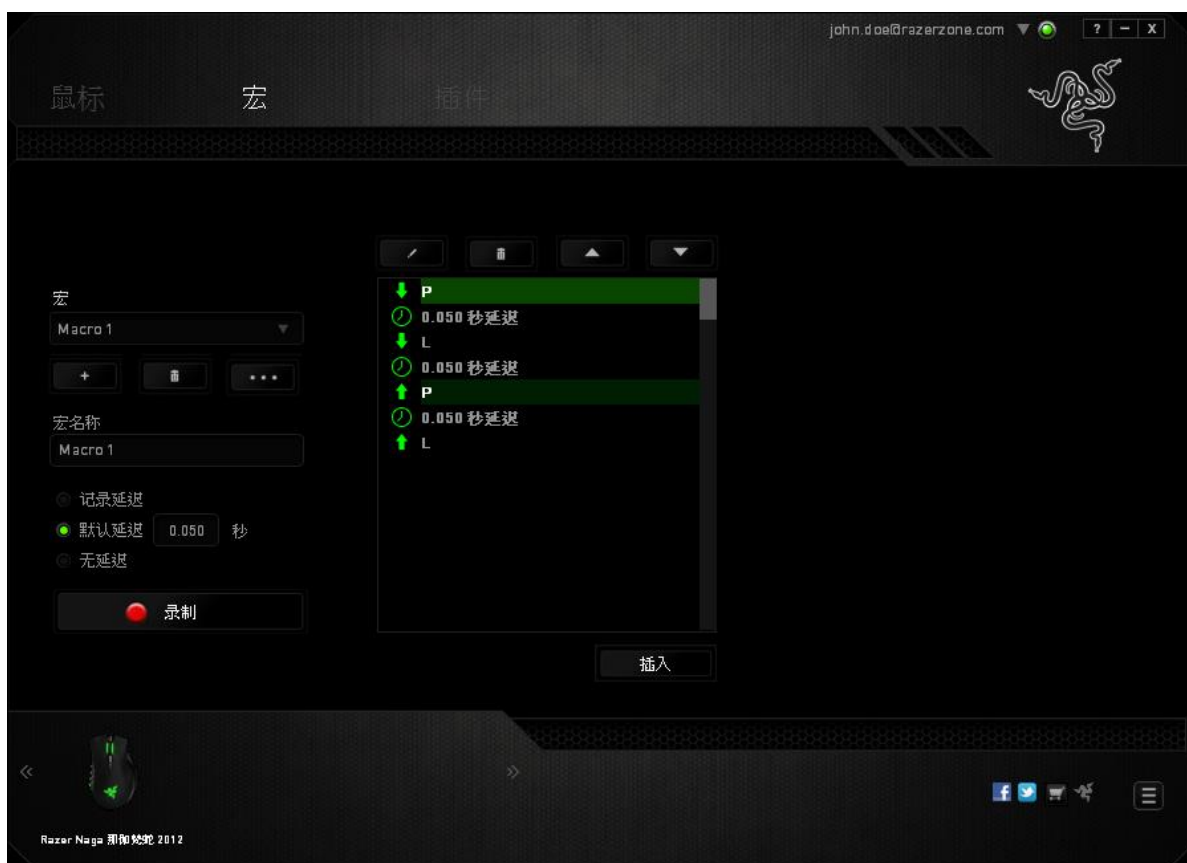 john.doe@razerzone.com ? – X
鼠标 宏 插件
宏
Macro 1
宏名称
Macro 1
记录延迟
默认延迟 0.050 秒
无延迟
录制
P
0.050 秒延迟
L
0.050 秒延迟
P
0.050 秒延迟
L
插入
Razer Naga 那伽梵蛇 2012